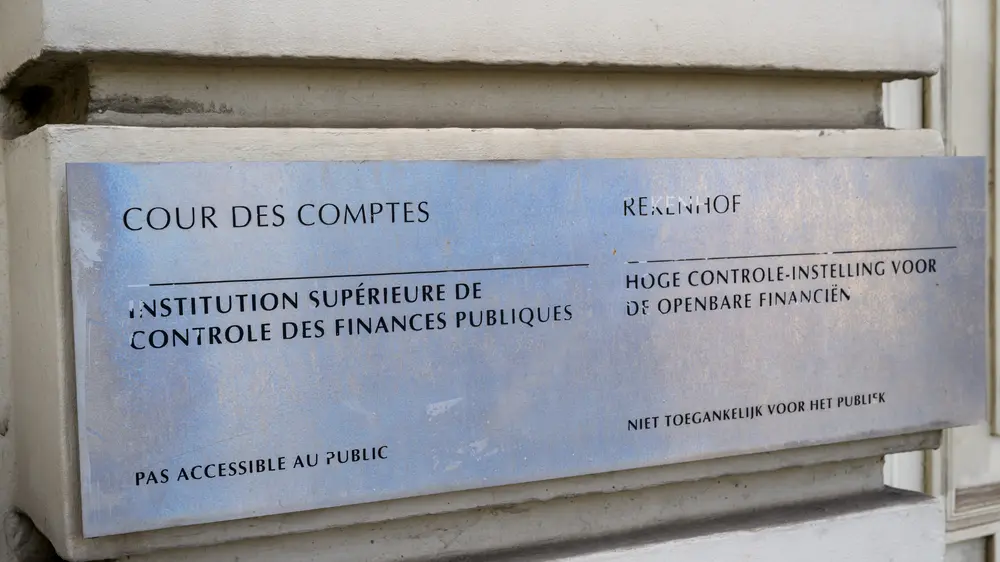 COUR DES COMPTES
INSTITUTION SUPÉRIEURE DE
CONTROLE DES FINANCES PUBLIQUES
PAS ACCESSIBLE AU PUBLIC
REKENHOF
HOGE CONTROLE-INSTELLING VOOR
DE OPENBARE FINANCIËN
NIET TOEGANKELIJK VOOR HET PUBLIEK